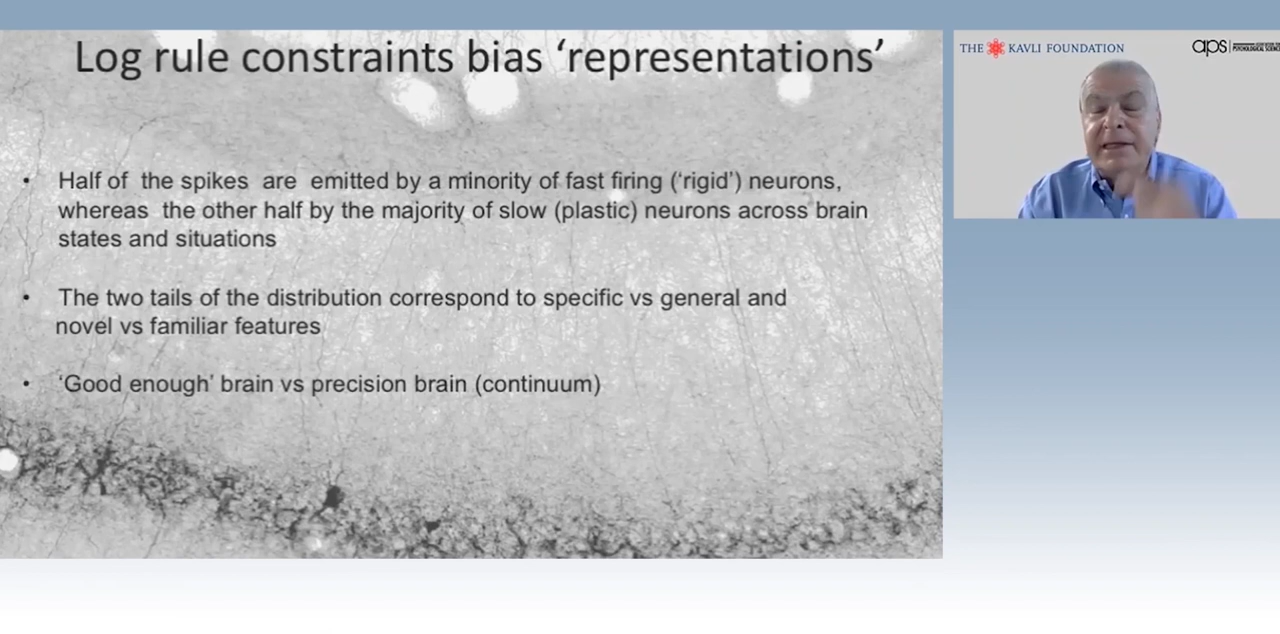 Log rule constraints bias ‘representations’
THE KAVLI FOUNDATION
aps
• Half of the spikes are emitted by a minority of fast firing (‘rigid’) neurons,
whereas the other half by the majority of slow (plastic) neurons across brain
states and situations
• The two tails of the distribution correspond to specific vs general and
novel vs familiar features
• ‘Good enough’ brain vs precision brain (continuum)